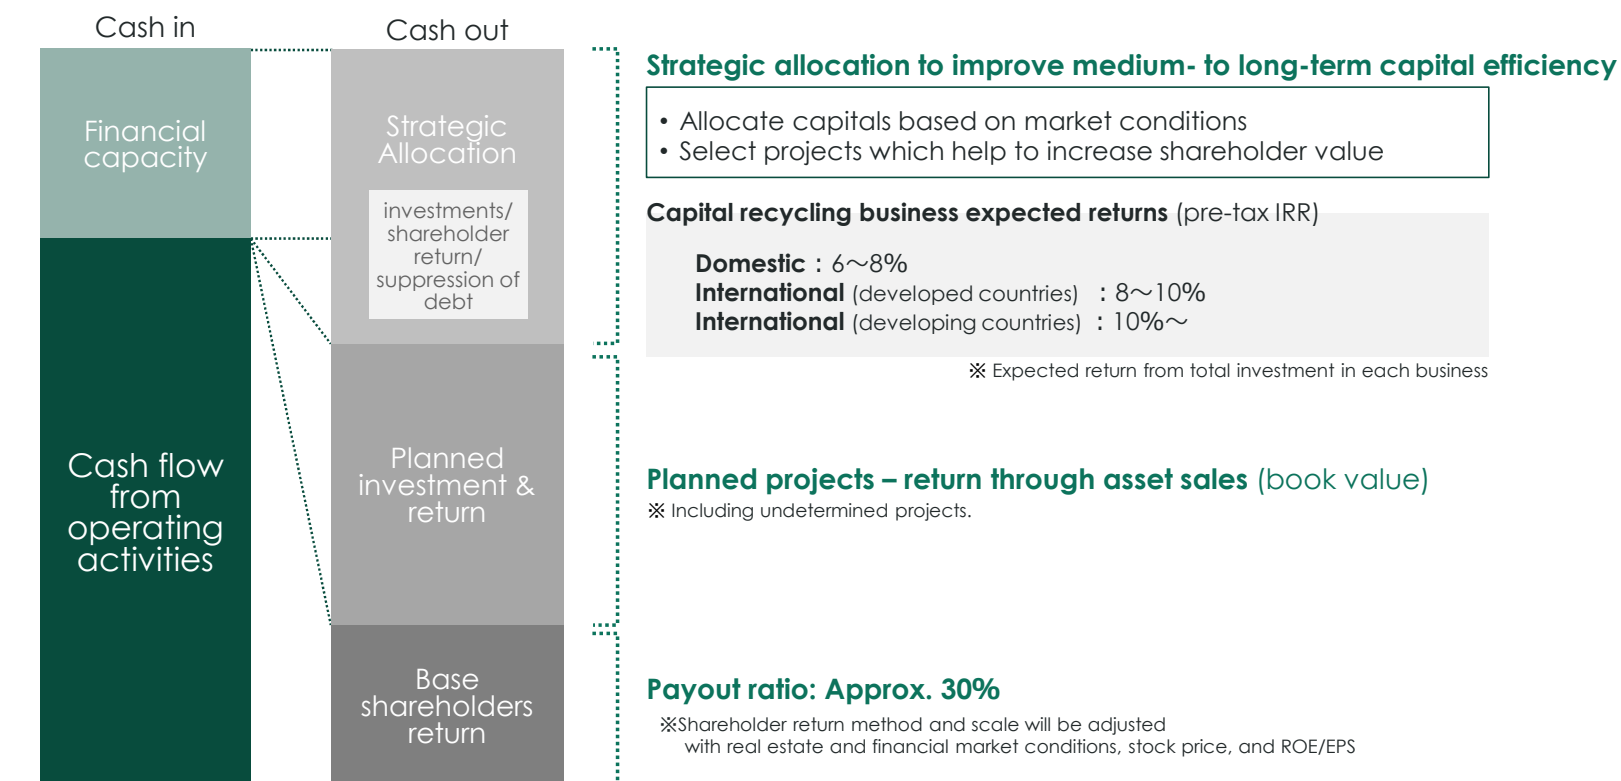 Cash in
Cash out
Financial
capacity
Cash flow
from
operating
activities
Strategic
Allocation
investments/
shareholder
return/
suppression of
debt
Planned
investment &
return
Base
shareholders
return
Strategic allocation to improve medium- to long-term capital efficiency
• Allocate capitals based on market conditions
• Select projects which help to increase shareholder value
Capital recycling business expected returns (pre-tax IRR)
Domestic : 6～8%
International (developed countries) : 8～10%
International (developing countries) : 10%～
※ Expected return from total investment in each business
Planned projects – return through asset sales (book value)
※ Including undetermined projects.
Payout ratio: Approx. 30%
※Shareholder return method and scale will be adjusted
with real estate and financial market conditions, stock price, and ROE/EPS